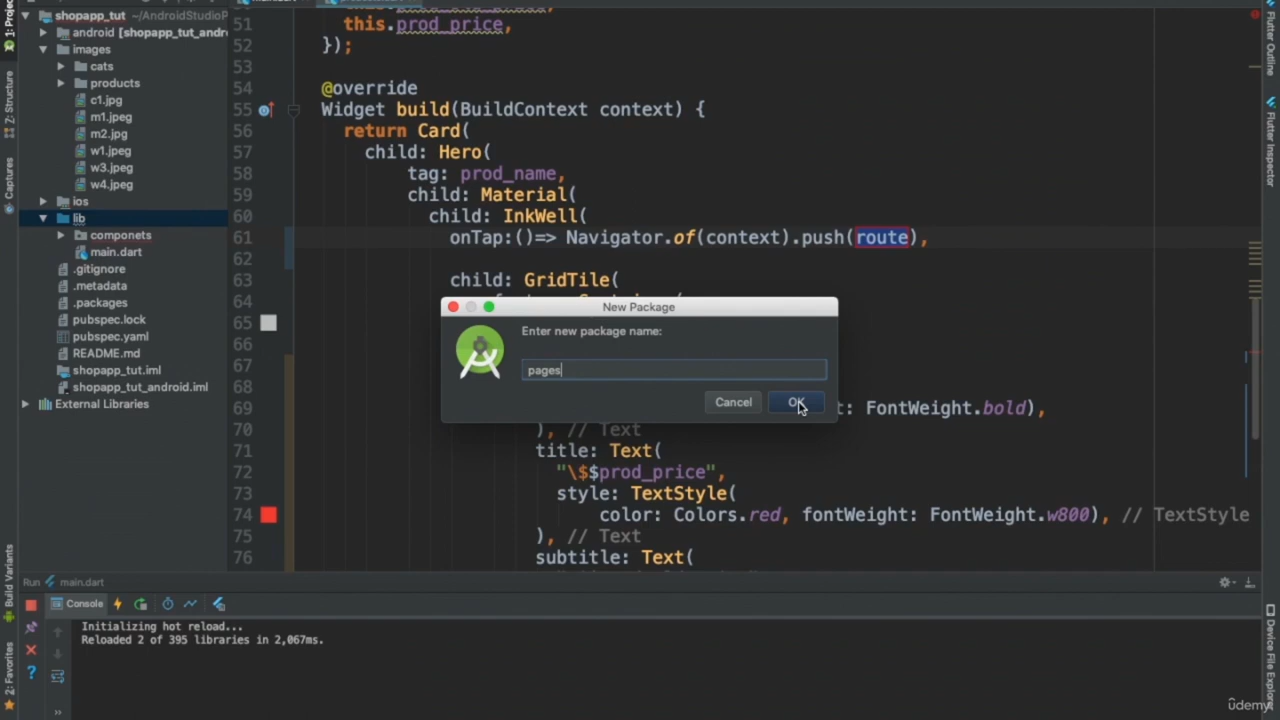 1: Project
shopapp_tut ~/AndroidStudioP
android [shopapp_tut_andr
images
cats
products
c1.jpg
m1.jpeg
m2.jpg
w1.jpeg
w3.jpeg
w4.jpeg
ios
lib
componets
main.dart
.gitignore
.metadata
.packages
pubspec.lock
pubspec.yaml
README.md
shopapp_tut.iml
shopapp_tut_android.iml
External Libraries
Z: Structure
Captures
Build Variants
2: Favorites
51 this.prod_price,
52 });
53
54 @override
55 Widget build(BuildContext context) {
56 return Card(
57 child: Hero(
58 tag: prod_name,
59 child: Material(
60 child: InkWell(
61 onTap:()=> Navigator.of(context).push(route),
62
63 child: GridTile(
64
65
66
67
68
69 t: FontWeight.bold),
70 ), // Text
71 title: Text(
72 "\$$prod_price",
73 style: TextStyle(
74 color: Colors.red, fontWeight: FontWeight.w800), // TextStyle
75 ), // Text
76 subtitle: Text(
New Package
Enter new package name:
pages
Cancel
OK
Flutter Outline
Flutter Inspector
Device File Explor
Run main.dart
Console
Initializing hot reload...
Reloaded 2 of 395 libraries in 2,067ms.
»
ûdemy